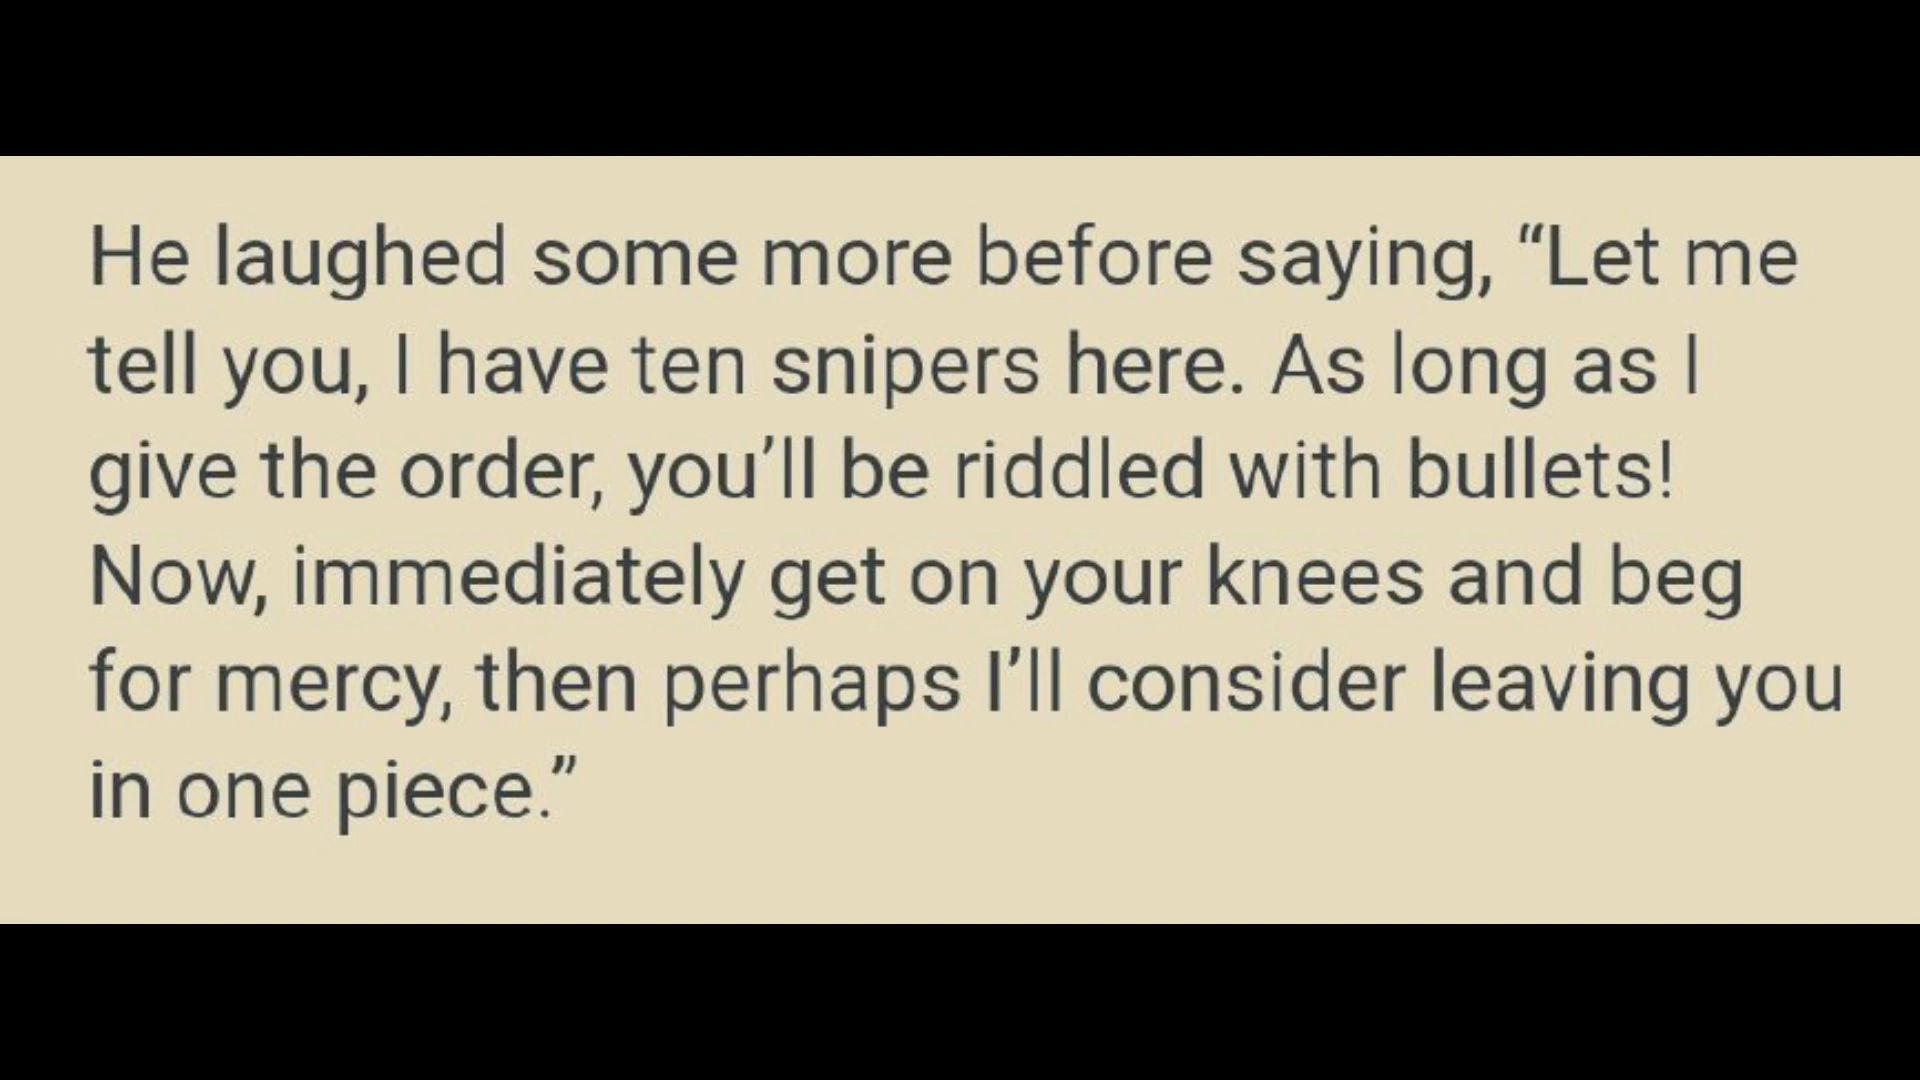 He laughed some more before saying, “Let me
tell you, I have ten snipers here. As long as I
give the order, you’ll be riddled with bullets!
Now, immediately get on your knees and beg
for mercy, then perhaps I’ll consider leaving you
in one piece.”